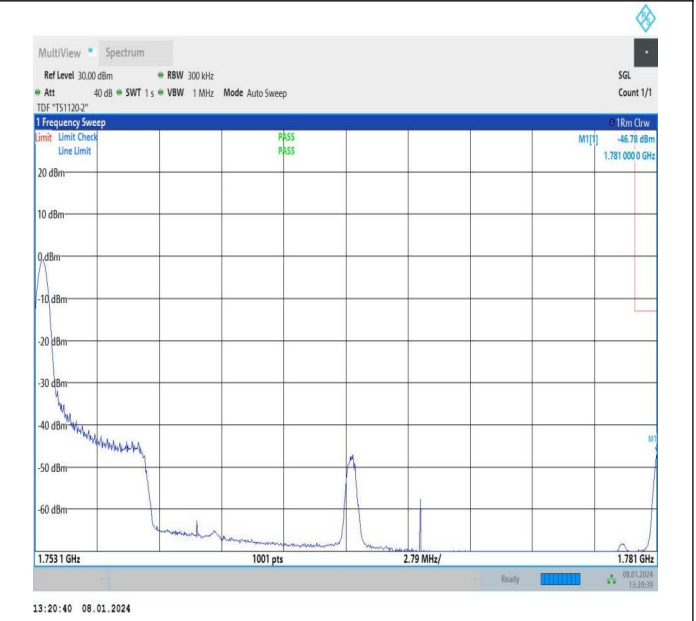 MultiView Spectrum
Ref Level 30.00 dBm RBW 300 kHz SGL
Att 40 dB SWT 1 s VBW 1 MHz Mode Auto Sweep Count 1/1
TDF "TS1120-2"
1 Frequency Sweep 1Rm Clrw
Limit Limit Check PASS M1[1] -46.78 dBm
Line Limit PASS 1.781 000 0 GHz
20 dBm
10 dBm
0 dBm
-10 dBm
-20 dBm
-30 dBm
-40 dBm
M1
-50 dBm
-60 dBm
1.753 1 GHz 1001 pts 2.79 MHz/ 1.781 GHz
Ready 08.01.2024
13:20:39
13:20:40 08.01.2024